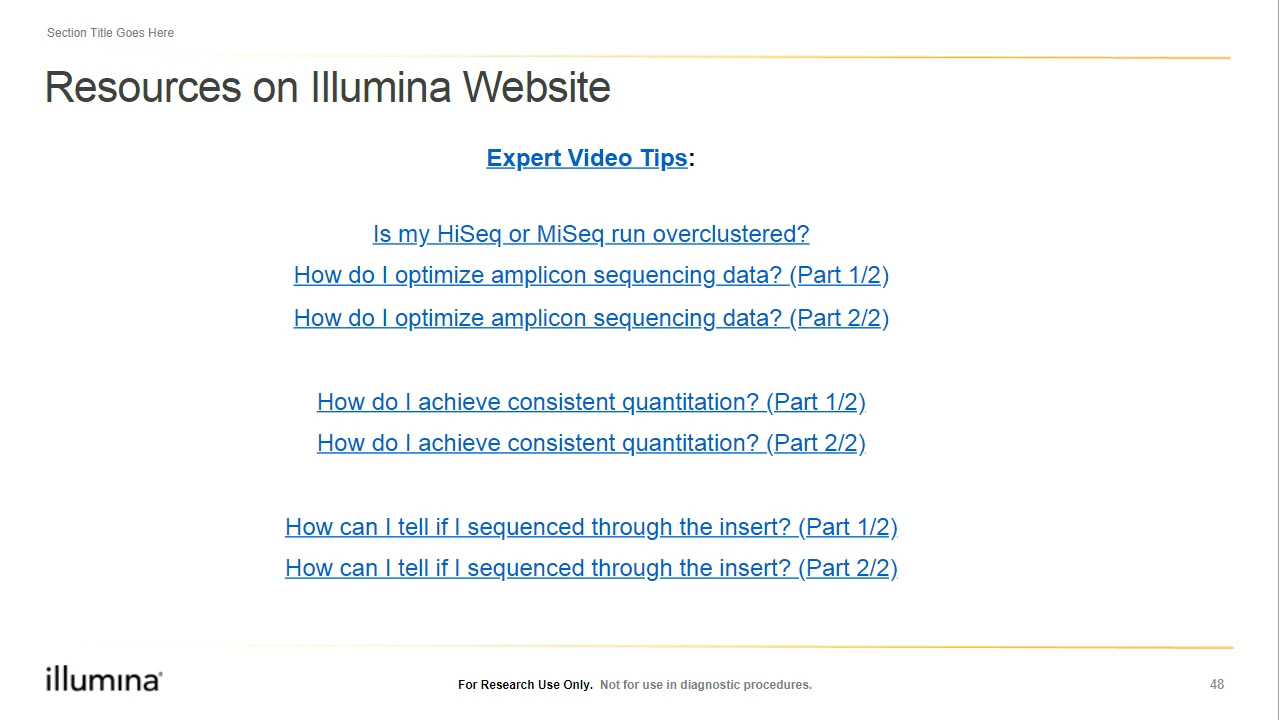 Section Title Goes Here
Resources on Illumina Website
Expert Video Tips:
Is my HiSeq or MiSeq run overclustered?
How do I optimize amplicon sequencing data? (Part 1/2)
How do I optimize amplicon sequencing data? (Part 2/2)
How do I achieve consistent quantitation? (Part 1/2)
How do I achieve consistent quantitation? (Part 2/2)
How can I tell if I sequenced through the insert? (Part 1/2)
How can I tell if I sequenced through the insert? (Part 2/2)
illumina®
For Research Use Only. Not for use in diagnostic procedures.
48